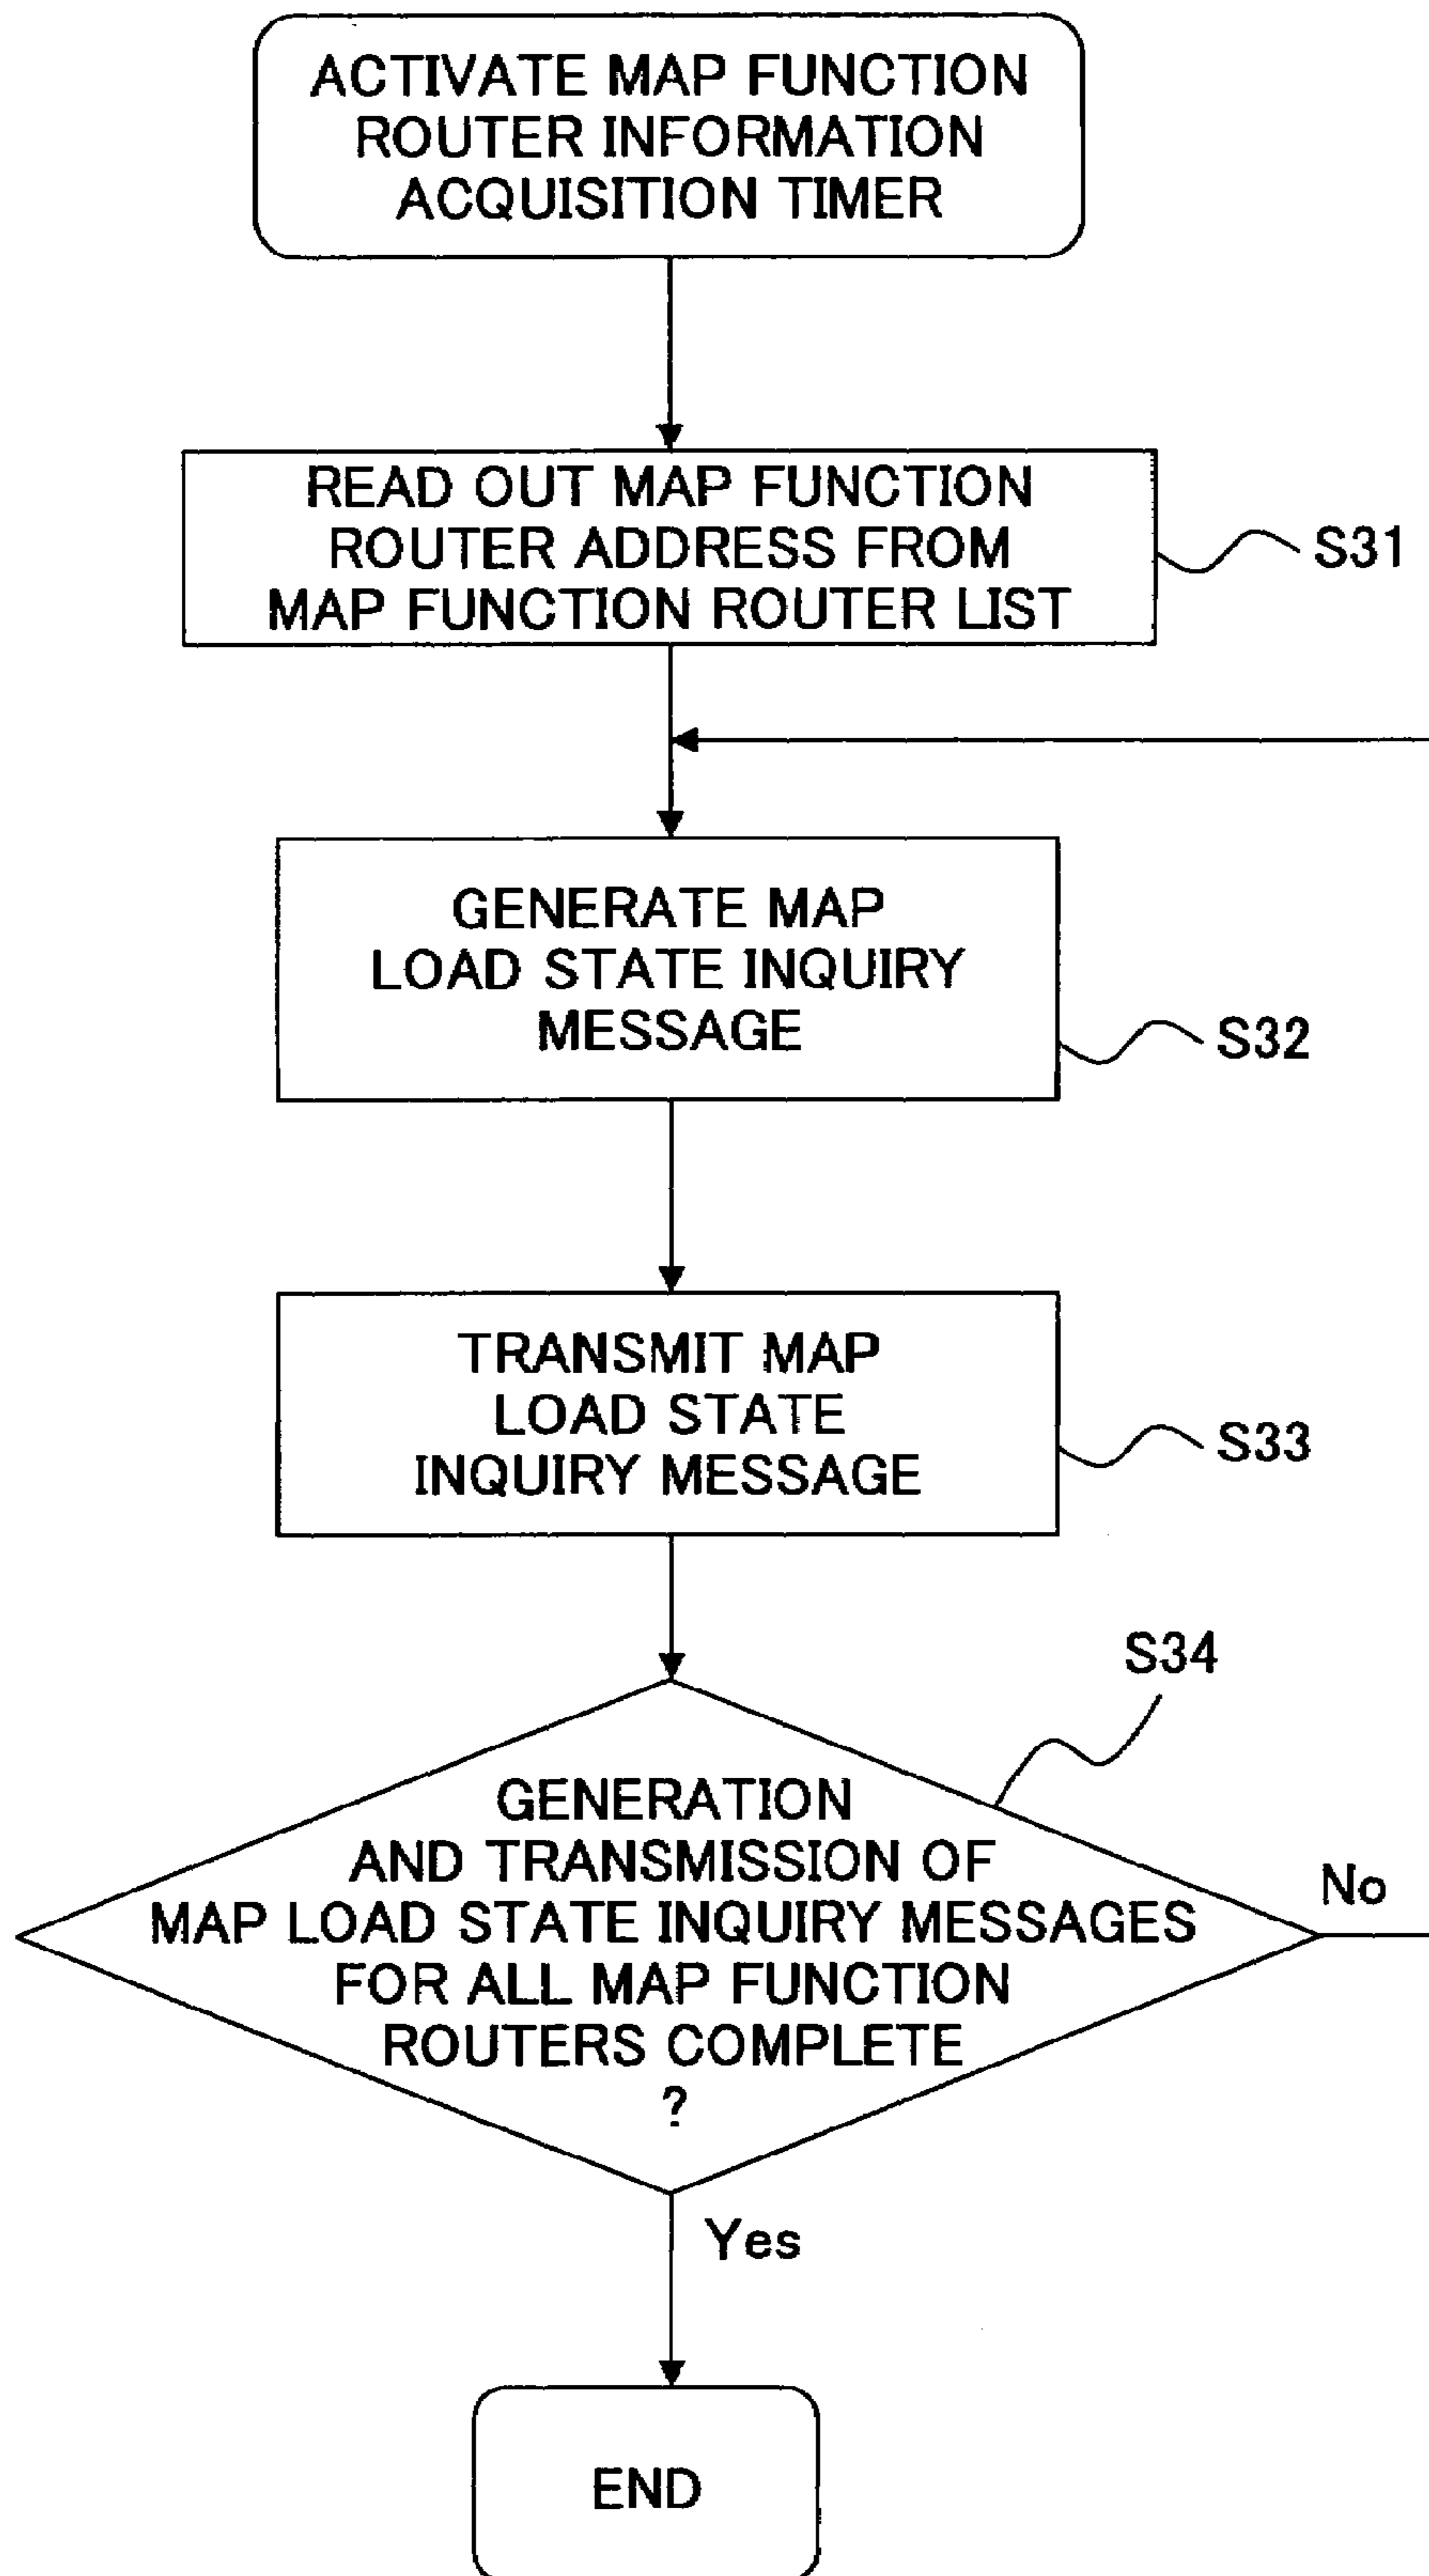 ACTIVATE MAP FUNCTION
ROUTER INFORMATION
ACQUISITION TIMER
READ OUT MAP FUNCTION
ROUTER ADDRESS FROM
MAP FUNCTION ROUTER LIST
S31
GENERATE MAP
LOAD STATE INQUIRY
MESSAGE
S32
TRANSMIT MAP
LOAD STATE
INQUIRY MESSAGE
S33
S34
GENERATION
AND TRANSMISSION OF
MAP LOAD STATE INQUIRY MESSAGES
FOR ALL MAP FUNCTION
ROUTERS COMPLETE
?
No
Yes
END